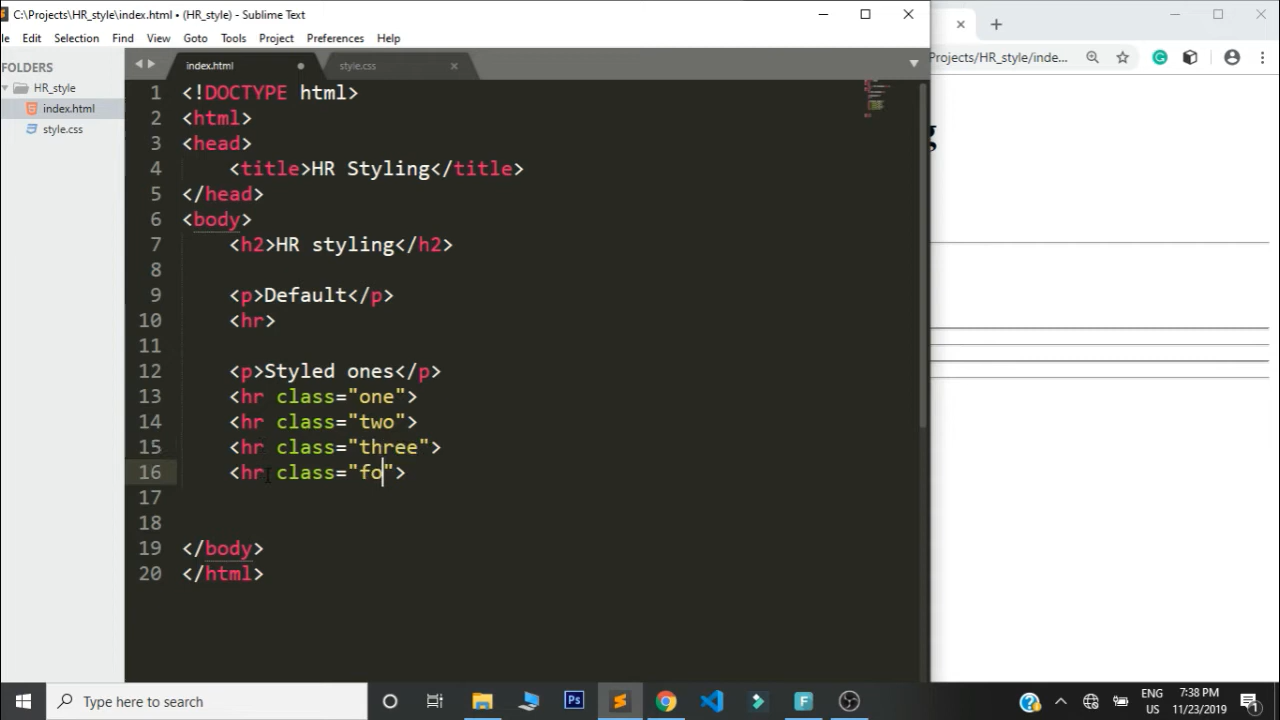 C:\Projects\HR_style\index.html • (HR_style) - Sublime Text
le Edit Selection Find View Goto Tools Project Preferences Help
FOLDERS
HR_style
index.html
style.css
index.html
style.css
1 <!DOCTYPE html>
2 <html>
3 <head>
4 <title>HR Styling</title>
5 </head>
6 <body>
7 <h2>HR styling</h2>
8
9 <p>Default</p>
10 <hr>
11
12 <p>Styled ones</p>
13 <hr class="one">
14 <hr class="two">
15 <hr class="three">
16 <hr class="fo">
17
18
19 </body>
20 </html>
Projects/HR_style/inde...
g
Type here to search
Ps
F
ENG
US
7:38 PM
11/23/2019
1